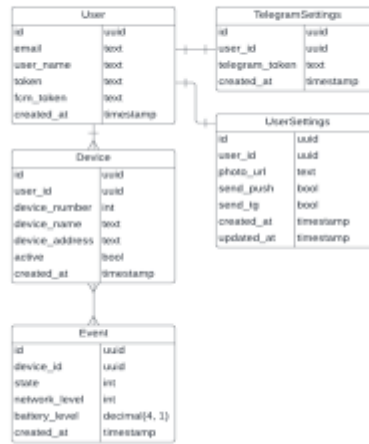 User
id uuid
email text
user_name text
token text
fcm_token text
created_at timestamp
TelegramSettings
id uuid
user_id uuid
telegram_token text
created_at timestamp
UserSettings
id uuid
user_id uuid
photo_url text
send_push bool
send_tg bool
created_at timestamp
updated_at timestamp
Device
id uuid
user_id uuid
device_number int
device_name text
device_address text
active bool
created_at timestamp
Event
id uuid
device_id uuid
state int
network_level int
battery_level decimal(4, 1)
created_at timestamp